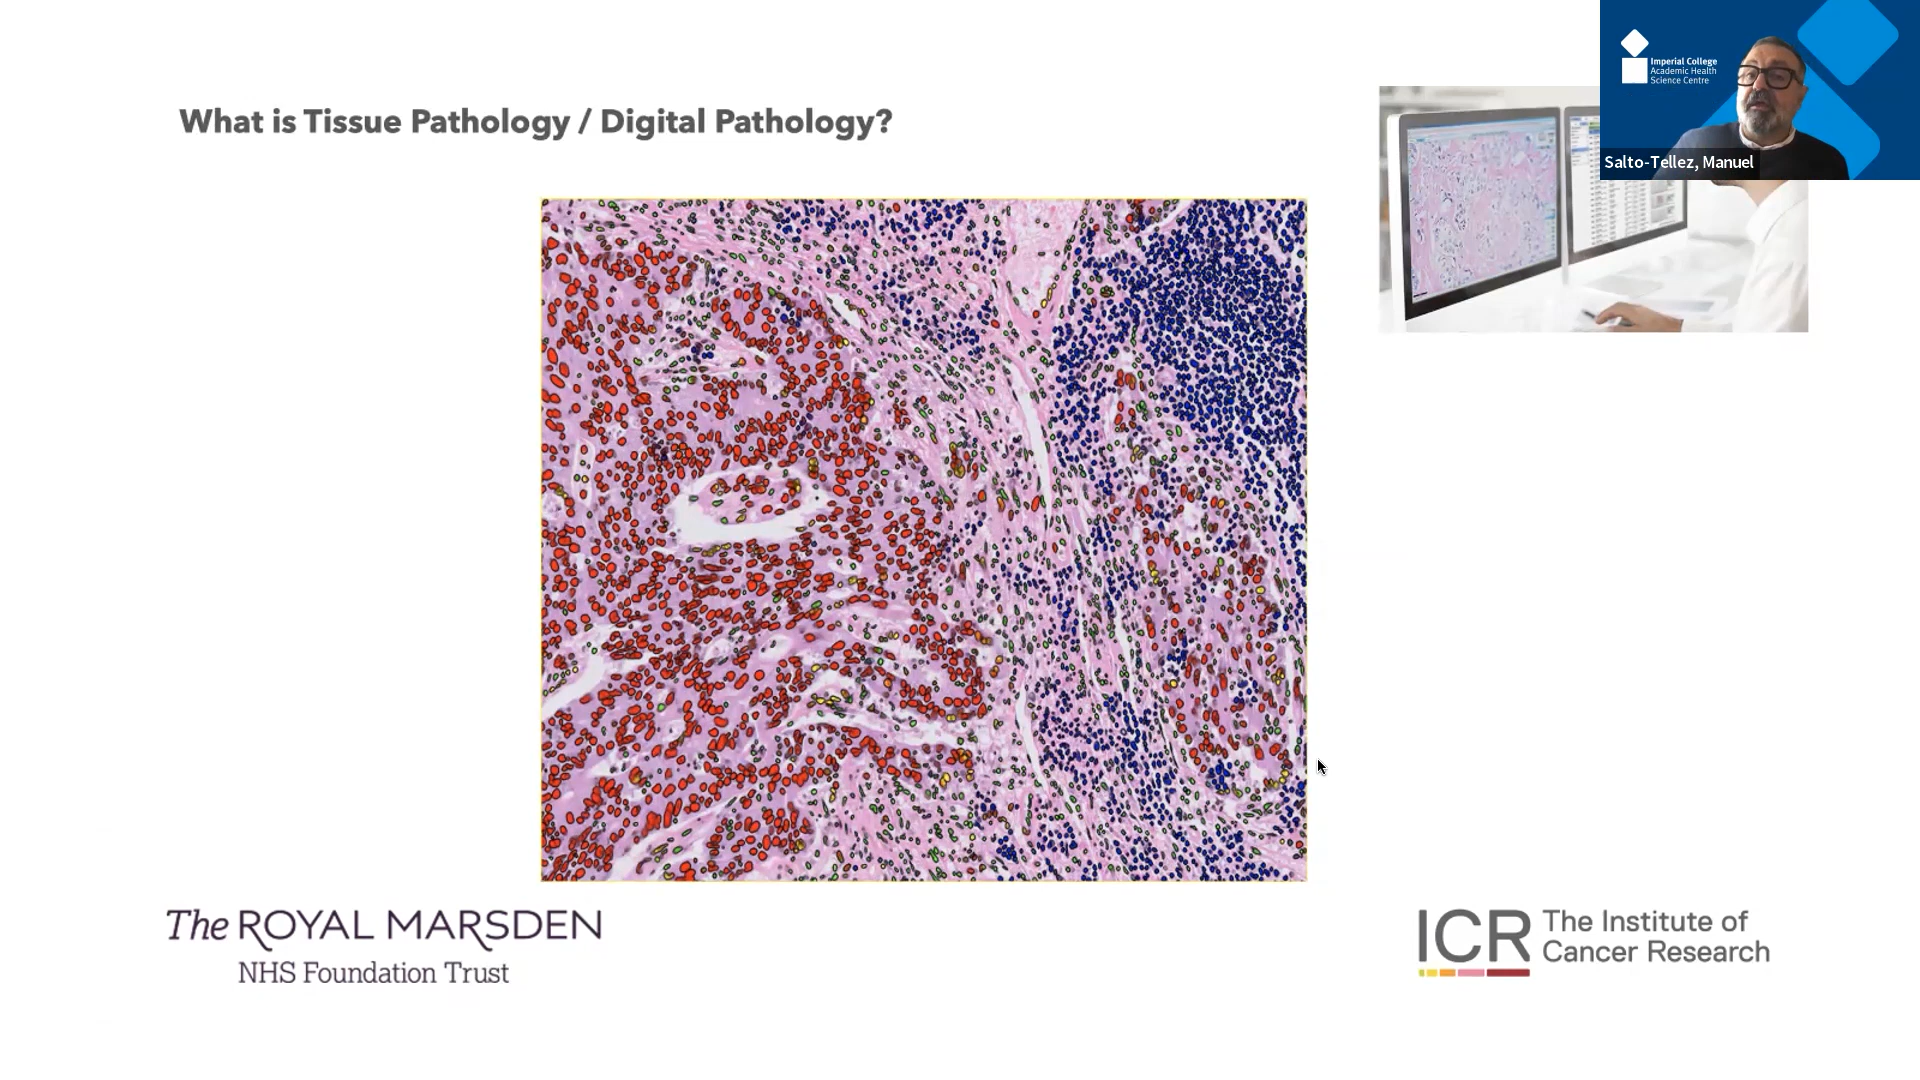 What is Tissue Pathology / Digital Pathology?
Imperial College
Academic Health
Science Centre
Salto-Tellez, Manuel
The ROYAL MARSDEN
NHS Foundation Trust
ICR The Institute of
Cancer Research